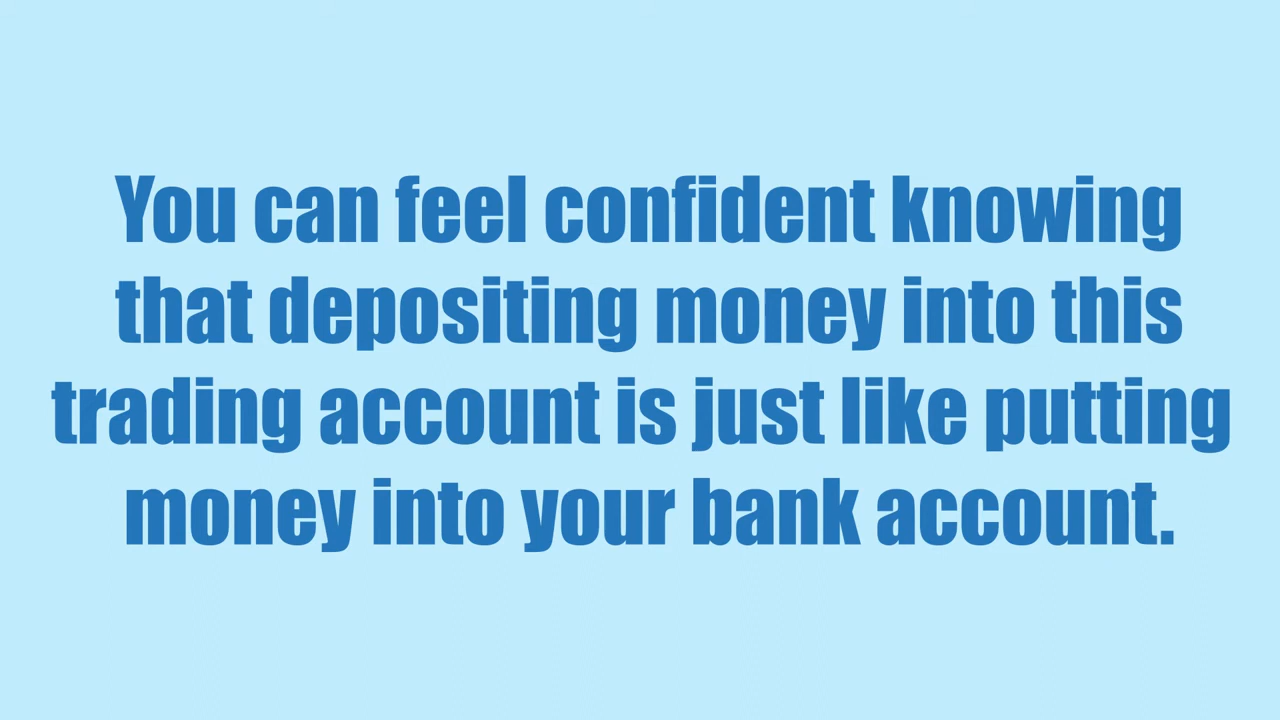 You can feel confident knowing
that depositing money into this
trading account is just like putting
money into your bank account.